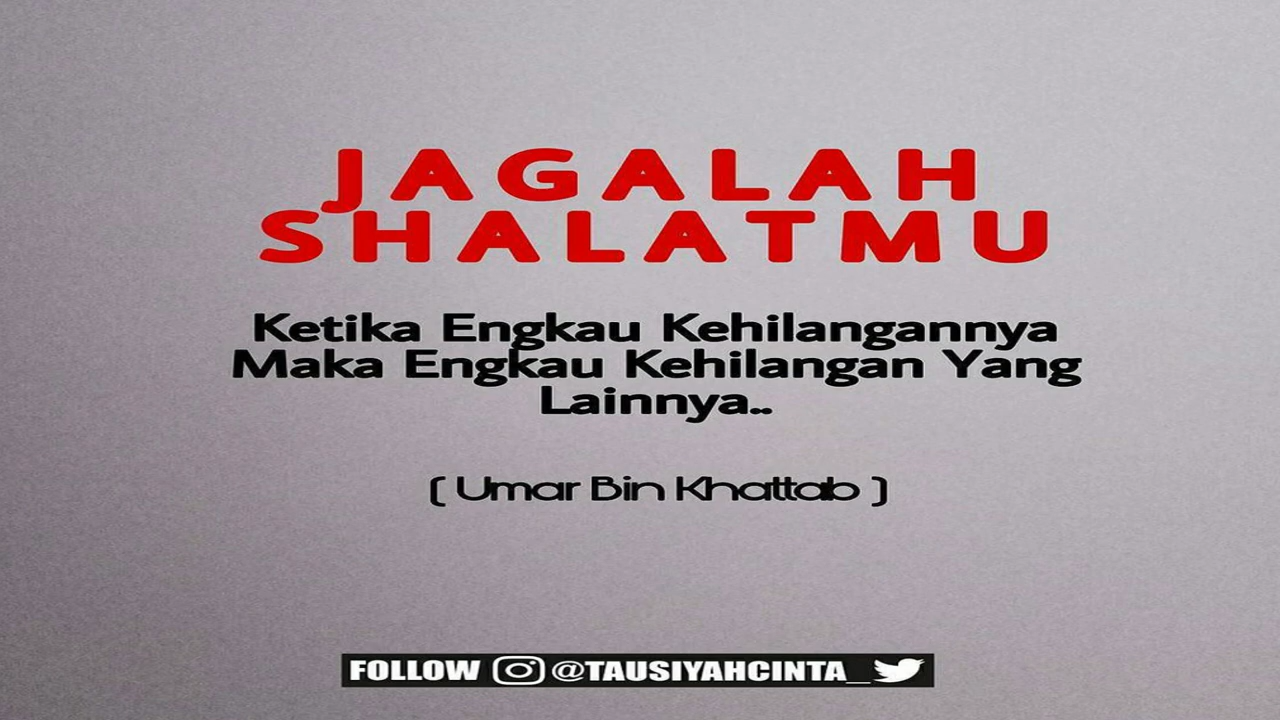 JAGALAH
SHALATMU
Ketika Engkau Kehilangannya
Maka Engkau Kehilangan Yang
Lainnya..
( Umar Bin Khattab )
FOLLOW @TAUSIYAHCINTA_